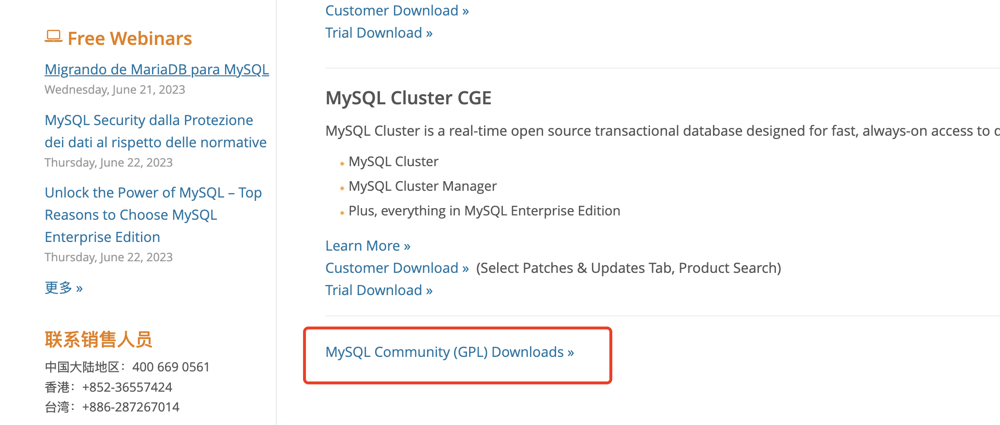 Free Webinars
Migrando de MariaDB para MySQL
Wednesday, June 21, 2023
MySQL Security dalla Protezione
dei dati al rispetto delle normative
Thursday, June 22, 2023
Unlock the Power of MySQL – Top
Reasons to Choose MySQL
Enterprise Edition
Thursday, June 22, 2023
更多 »
联系销售人员
中国大陆地区：400 669 0561
香港：+852-36557424
台湾：+886-287267014
Customer Download »
Trial Download »
MySQL Cluster CGE
MySQL Cluster is a real-time open source transactional database designed for fast, always-on access to
MySQL Cluster
MySQL Cluster Manager
Plus, everything in MySQL Enterprise Edition
Learn More »
Customer Download » (Select Patches & Updates Tab, Product Search)
Trial Download »
MySQL Community (GPL) Downloads »